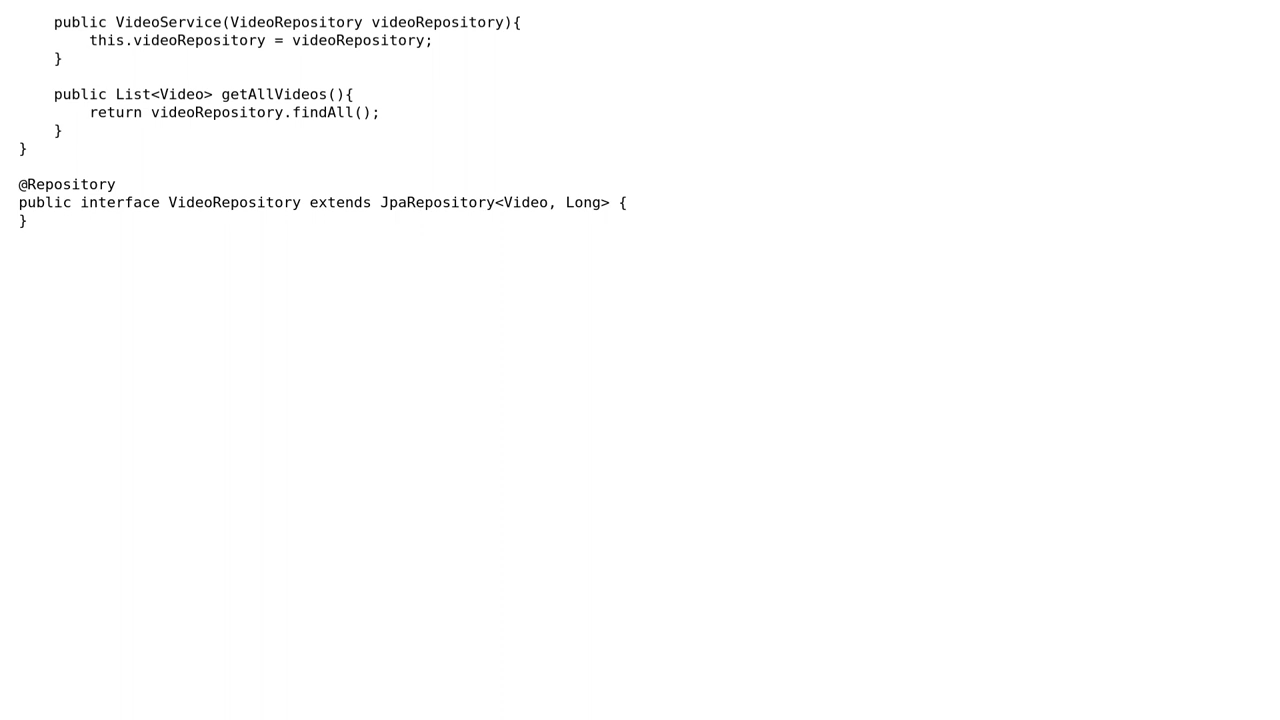 public VideoService(VideoRepository videoRepository){
        this.videoRepository = videoRepository;
    }

    public List<Video> getAllVideos(){
        return videoRepository.findAll();
    }
}

@Repository
public interface VideoRepository extends JpaRepository<Video, Long> {
}